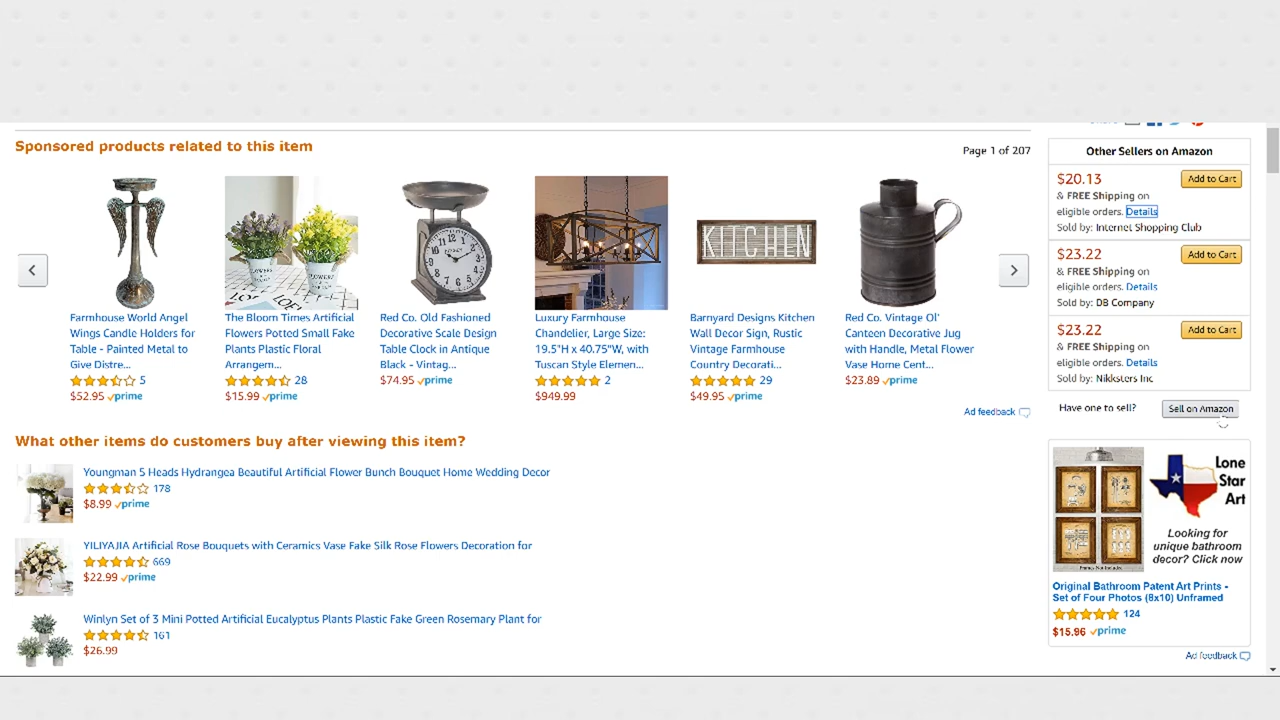 Sponsored products related to this item
Page 1 of 207
KITCHEN
Farmhouse World Angel
Wings Candle Holders for
Table - Painted Metal to
Give Distre...
5
$52.95 prime
The Bloom Times Artificial
Flowers Potted Small Fake
Plants Plastic Floral
Arrangem...
28
$15.99 prime
Red Co. Old Fashioned
Decorative Scale Design
Table Clock in Antique
Black - Vintag...
$74.95 prime
Luxury Farmhouse
Chandelier, Large Size:
19.5"H x 40.75"W, with
Tuscan Style Elemen...
2
$949.99
Barnyard Designs Kitchen
Wall Decor Sign, Rustic
Vintage Farmhouse
Country Decorati...
29
$49.95 prime
Red Co. Vintage Ol'
Canteen Decorative Jug
with Handle, Metal Flower
Vase Home Cent...
$23.89 prime
Ad feedback
What other items do customers buy after viewing this item?
Youngman 5 Heads Hydrangea Beautiful Artificial Flower Bunch Bouquet Home Wedding Decor
178
$8.99 prime
YILIYAJIA Artificial Rose Bouquets with Ceramics Vase Fake Silk Rose Flowers Decoration for
669
$22.99 prime
Winlyn Set of 3 Mini Potted Artificial Eucalyptus Plants Plastic Fake Green Rosemary Plant for
161
$26.99
Other Sellers on Amazon
$20.13
Add to Cart
& FREE Shipping on
eligible orders. Details
Sold by: Internet Shopping Club
$23.22
Add to Cart
& FREE Shipping on
eligible orders. Details
Sold by: DB Company
$23.22
Add to Cart
& FREE Shipping on
eligible orders. Details
Sold by: Nikksters Inc
Have one to sell?
Sell on Amazon
Lone
Star
Art
Looking for
unique bathroom
decor? Click now
Original Bathroom Patent Art Prints -
Set of Four Photos (8x10) Unframed
124
$15.96 prime
Ad feedback